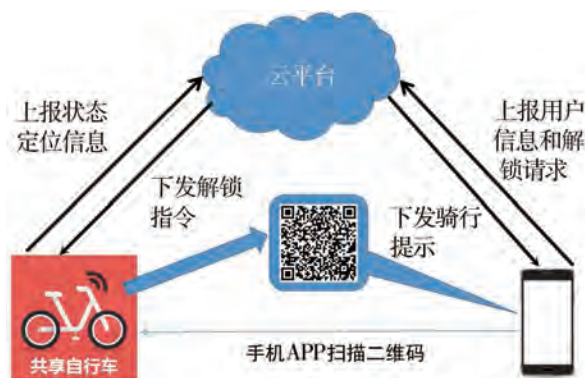 云平台
上报状态
定位信息
上报用户
信息和解
锁请求
下发解锁
指令
下发骑行
提示
共享自行车
手机APP扫描二维码